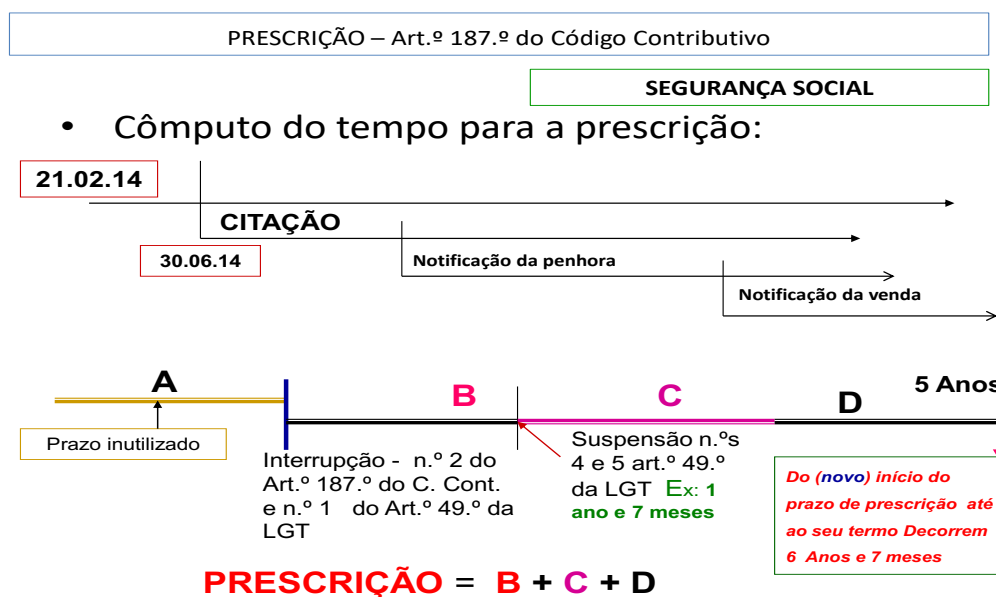 PRESCRIÇÃO – Art.º 187.º do Código Contributivo
SEGURANÇA SOCIAL
• Cômputo do tempo para a prescrição:
21.02.14
CITAÇÃO
30.06.14
Notificação da penhora
Notificação da venda
A
B
C
D
5 Anos
Prazo inutilizado
Interrupção - n.º 2 do
Art.º 187.º do C. Cont.
e n.º 1 do Art.º 49.º da
LGT
Suspensão n.ºs
4 e 5 art.º 49.º
da LGT Ex: 1
ano e 7 meses
Do (novo) início do
prazo de prescrição até
ao seu termo Decorrem
6 Anos e 7 meses
PRESCRIÇÃO = B + C + D